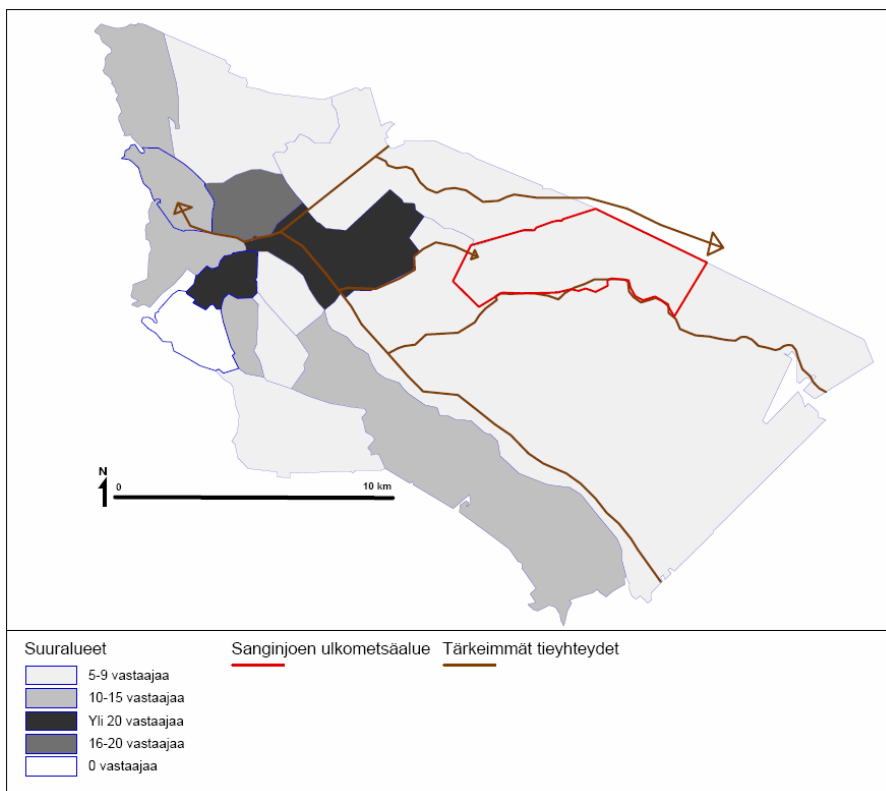 N
0
10 km
Suuralueet
Sanginjoen ulkometsäalue
Tärkeimmät tieyhteydet
5-9 vastaajaa
10-15 vastaajaa
Yli 20 vastaajaa
16-20 vastaajaa
0 vastaajaa